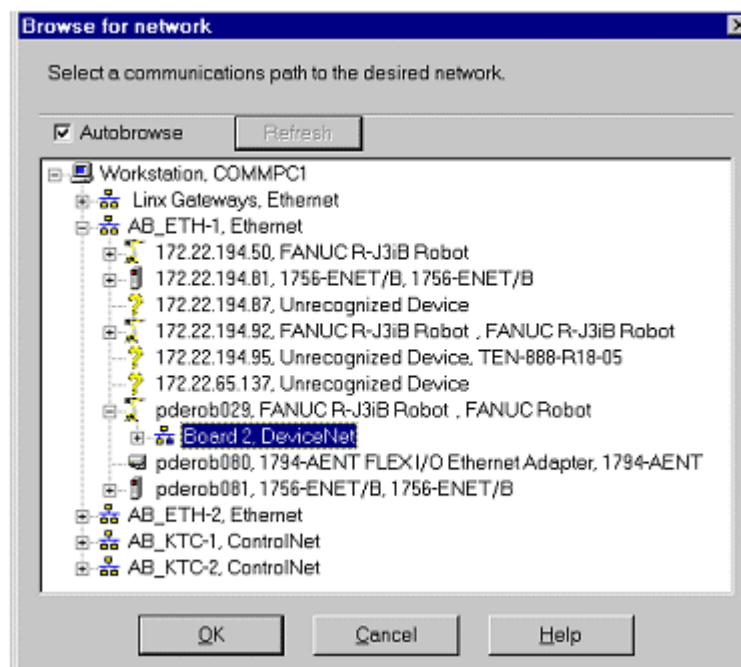 Browse for network
Select a communications path to the desired network.
Autobrowse
Refresh
Workstation, COMMPC1
Linx Gateways, Ethernet
AB_ETH-1, Ethernet
172.22.194.50, FANUC R-J3iB Robot
172.22.194.81, 1756-ENET/B, 1756-ENET/B
172.22.194.87, Unrecognized Device
172.22.194.92, FANUC R-J3iB Robot , FANUC R-J3iB Robot
172.22.194.95, Unrecognized Device, TEN-888-R18-05
172.22.65.137, Unrecognized Device
pderob029, FANUC R-J3iB Robot , FANUC Robot
Board 2, DeviceNet
pderob080, 1794-AENT FLEX I/O Ethernet Adapter, 1794-AENT
pderob081, 1756-ENET/B, 1756-ENET/B
AB_ETH-2, Ethernet
AB_KTC-1, ControlNet
AB_KTC-2, ControlNet
OK
Cancel
Help